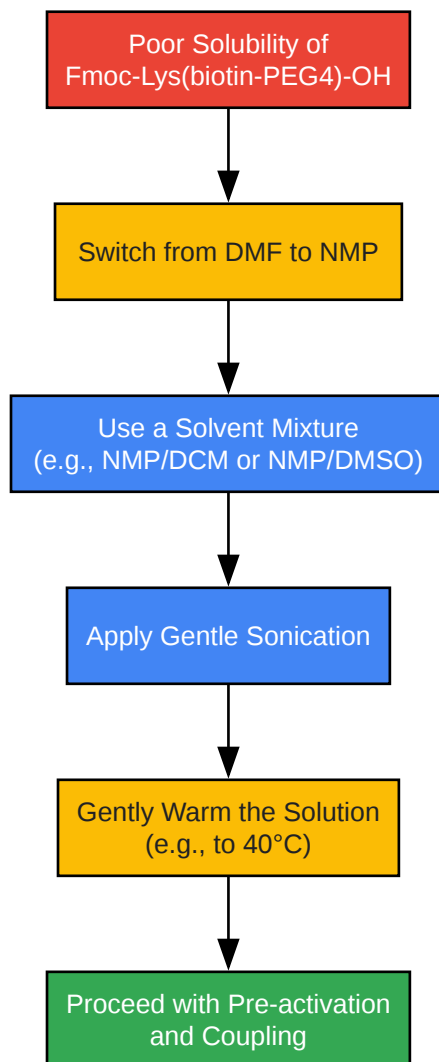 Poor Solubility of
Fmoc-Lys(biotin-PEG4)-OH
Switch from DMF to NMP
Use a Solvent Mixture
(e.g., NMP/DCM or NMP/DMSO)
Apply Gentle Sonication
Gently Warm the Solution
(e.g., to 40°C)
Proceed with Pre-activation
and Coupling